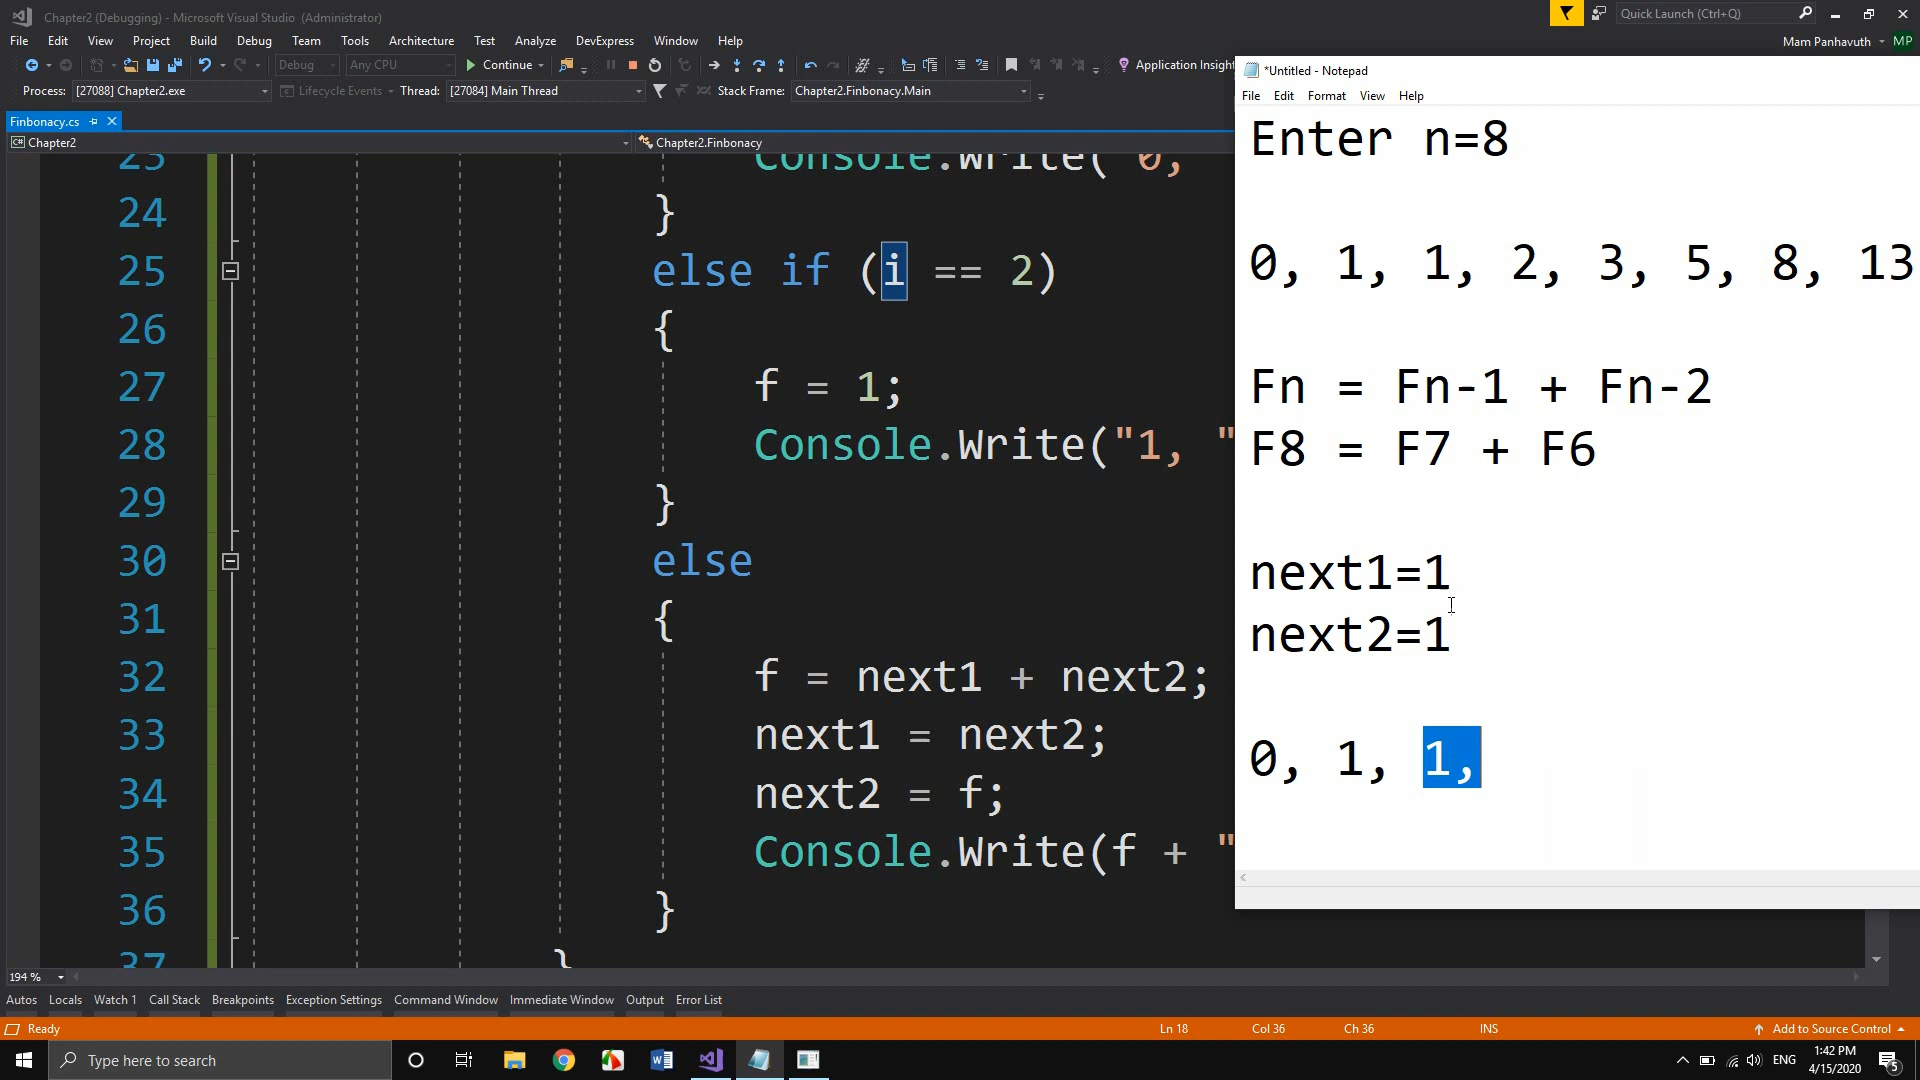 Chapter2 (Debugging) - Microsoft Visual Studio (Administrator)
Quick Launch (Ctrl+Q)
File Edit View Project Build Debug Team Tools Architecture Test Analyze DevExpress Window Help
Mam Panhavuth MP
Debug Any CPU Continue Application Insight
Process: [27088] Chapter2.exe Lifecycle Events Thread: [27084] Main Thread Stack Frame: Chapter2.Finbonacy.Main
Finbonacy.cs
Chapter2 Chapter2.Finbonacy
23 Console.Write("0,
24 }
25 else if (i == 2)
26 {
27 f = 1;
28 Console.Write("1, "
29 }
30 else
31 {
32 f = next1 + next2;
33 next1 = next2;
34 next2 = f;
35 Console.Write(f + "
36 }
37 }
194 %
*Untitled - Notepad
File Edit Format View Help
Enter n=8
0, 1, 1, 2, 3, 5, 8, 13
Fn = Fn-1 + Fn-2
F8 = F7 + F6
next1=1
next2=1
0, 1, 1,
Autos Locals Watch 1 Call Stack Breakpoints Exception Settings Command Window Immediate Window Output Error List
Ready Ln 18 Col 36 Ch 36 INS Add to Source Control
Type here to search
ENG
1:42 PM
4/15/2020
5